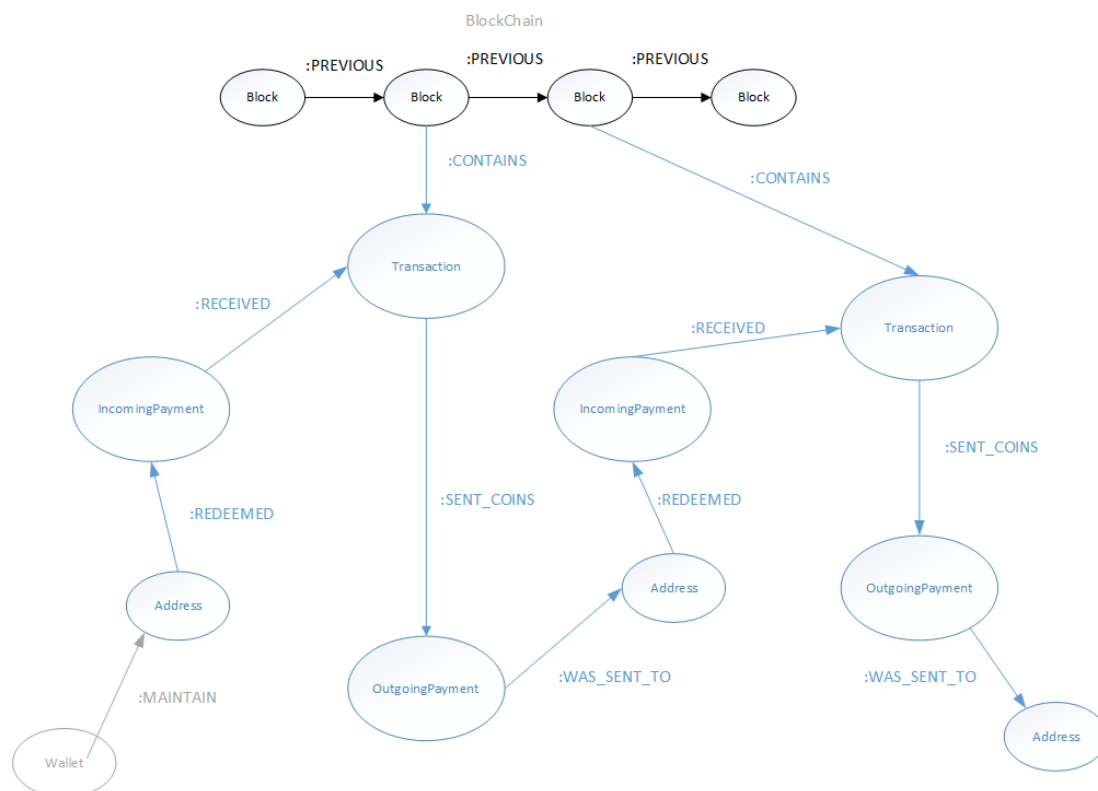 BlockChain
:PREVIOUS
:PREVIOUS
:PREVIOUS
Block
Block
Block
Block
:CONTAINS
:CONTAINS
Transaction
:RECEIVED
:RECEIVED
Transaction
IncomingPayment
IncomingPayment
:SENT_COINS
:SENT_COINS
:REDEEMED
:REDEEMED
Address
Address
OutgoingPayment
:WAS_SENT_TO
:WAS_SENT_TO
OutgoingPayment
:MAINTAIN
Address
Wallet